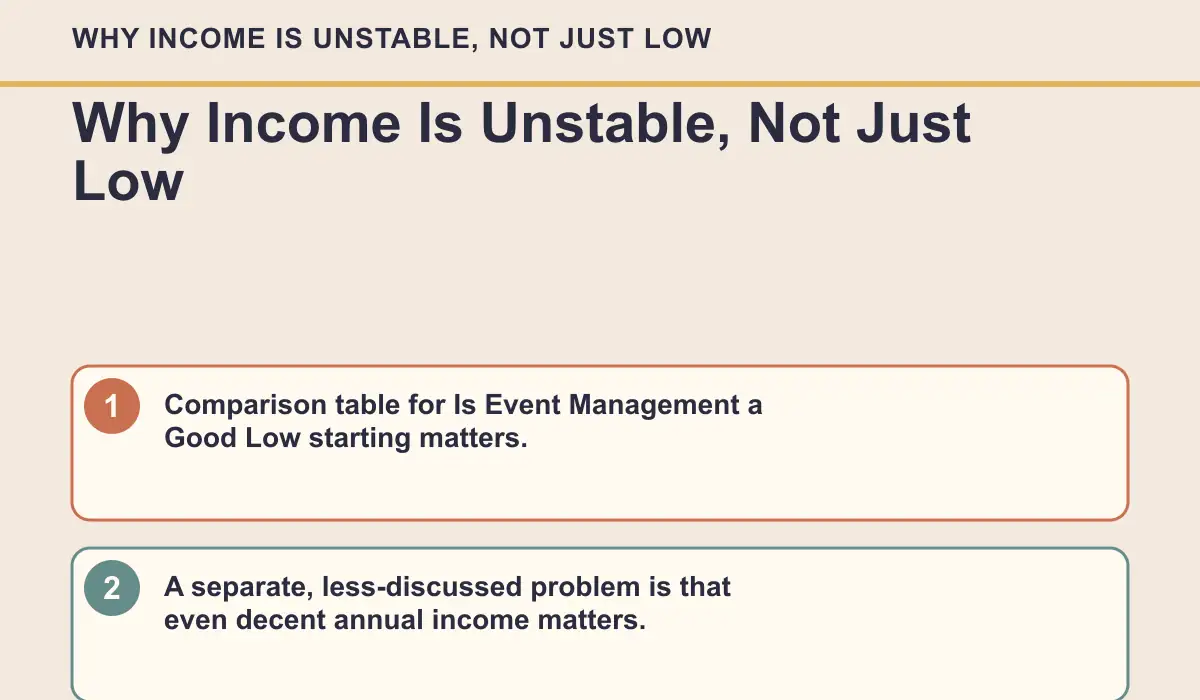 WHY INCOME IS UNSTABLE, NOT JUST LOW
Why Income Is Unstable, Not Just
Low
1
Comparison table for Is Event Management a
Good Low starting matters.
2
A separate, less-discussed problem is that
even decent annual income matters.